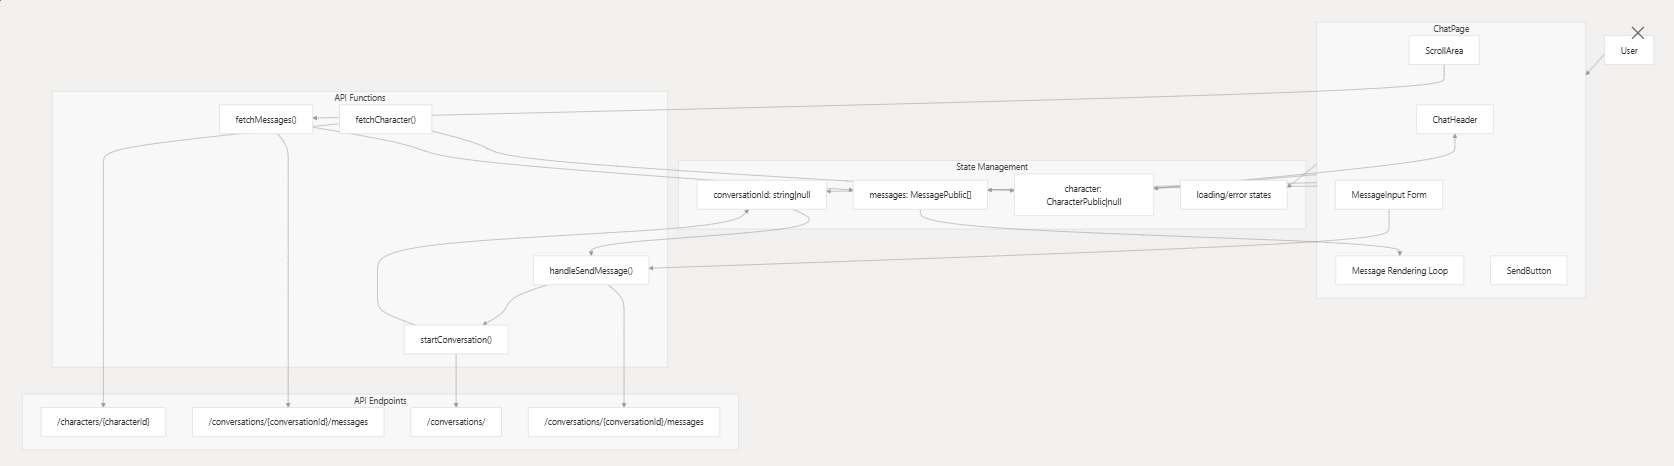 ChatPage
ScrollArea
User
API Functions
fetchMessages()
fetchCharacter()
ChatHeader
State Management
conversationId: string|null
messages: MessagePublic[]
character:
CharacterPublic|null
loading/error states
MessageInput Form
handleSendMessage()
Message Rendering Loop
SendButton
startConversation()
API Endpoints
/characters/{characterId}
/conversations/{conversationId}/messages
/conversations/
/conversations/{conversationId}/messages